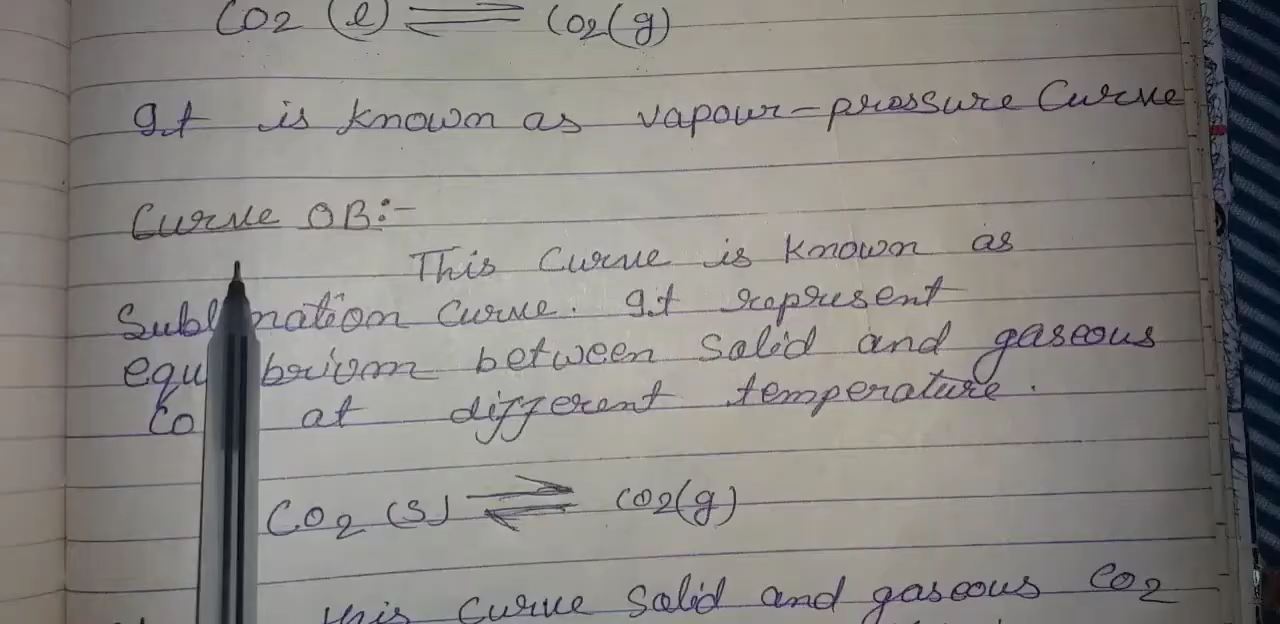 CO2 (l) ⇌ CO2(g)
It is known as vapour-pressure Curve
Curve OB:-
This Curve is known as
Subl mation Curve. It represent
equ brium between Solid and gaseous
Co at different temperature.
CO2 (s) ⇌ CO2(g)
this Curve Solid and gaseous CO2